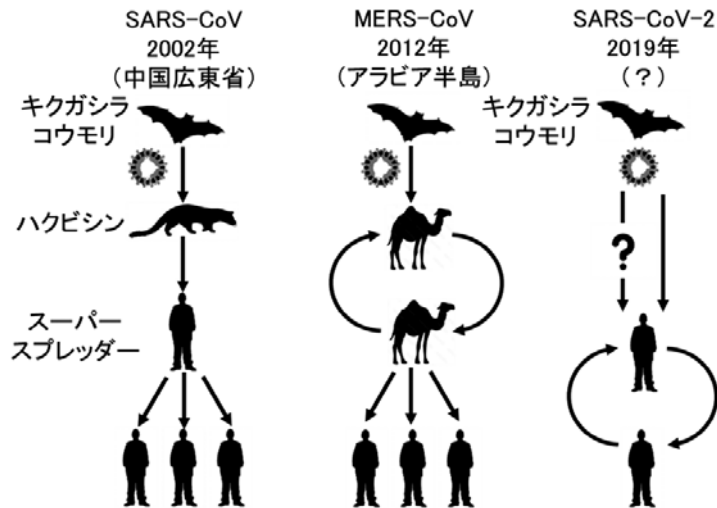 SARS-CoV
2002年
（中国広東省）
MERS-CoV
2012年
（アラビア半島）
SARS-CoV-2
2019年
（？）
キクガシラ
コウモリ
キクガシラ
コウモリ
ハクビシン
?
スーパー
スプレッダー